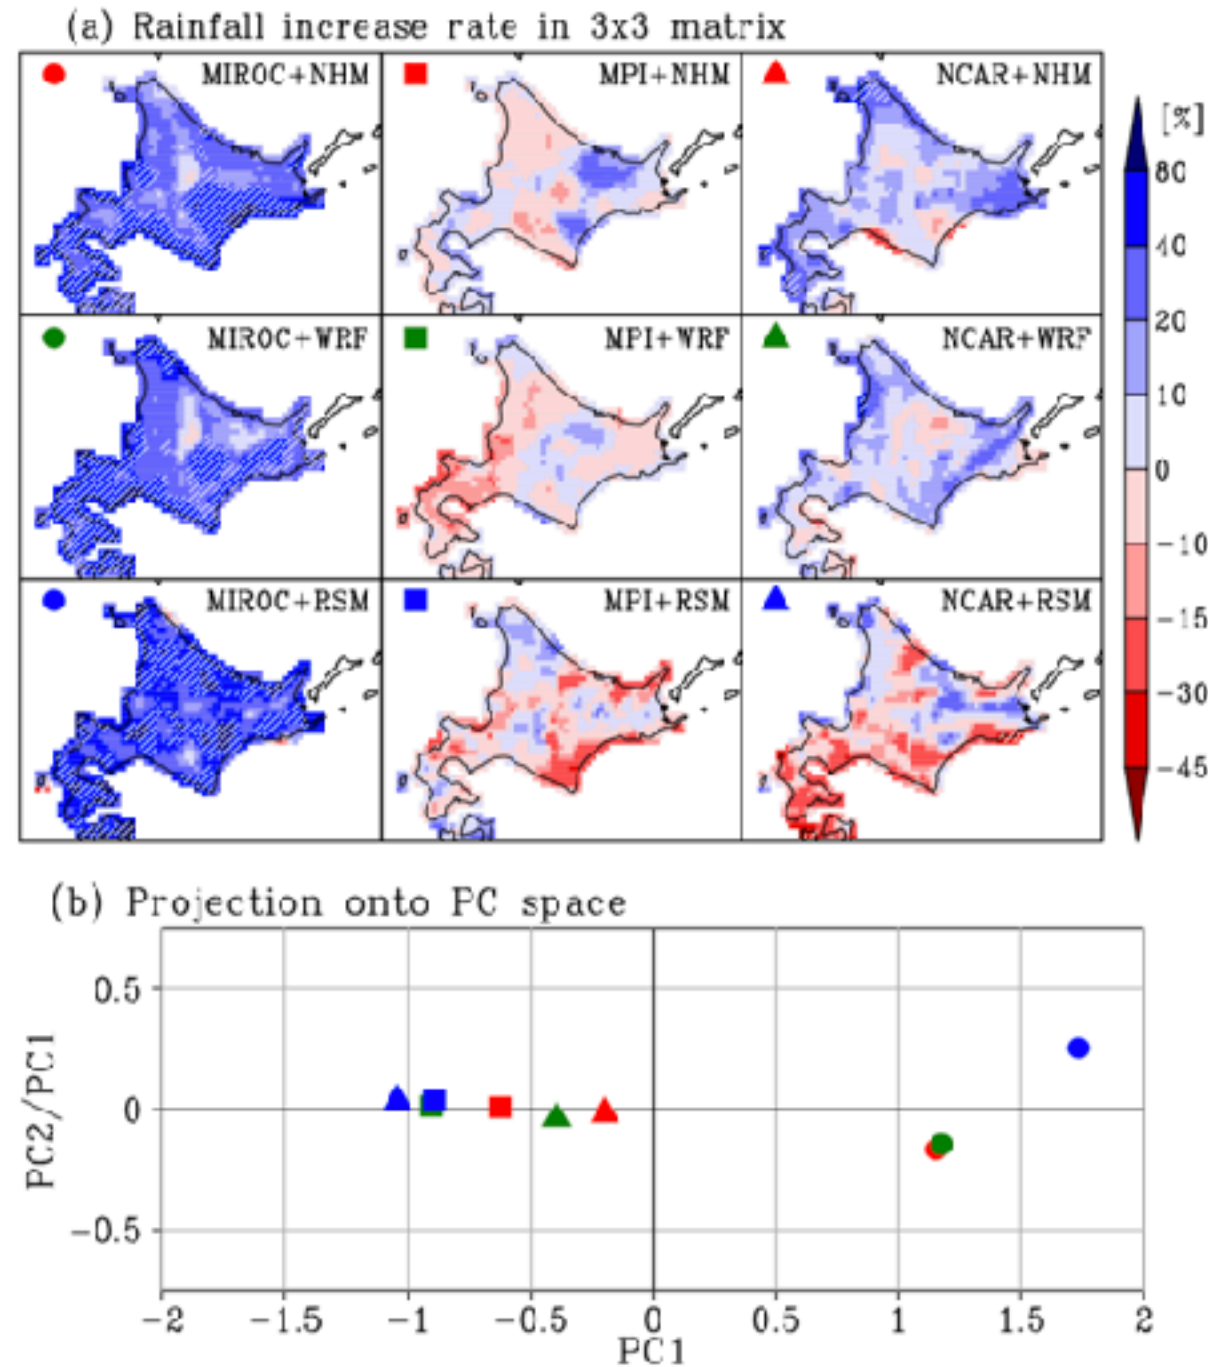 (a) Rainfall increase rate in 3x3 matrix
MIROC+NHM MPI+NHM NCAR+NHM
[%]
80
40
20
10
0
-10
-15
-30
-45
MIROC+WRF MPI+WRF NCAR+WRF
MIROC+RSM MPI+RSM NCAR+RSM
(b) Projection onto PC space
PC2/PC1
0.5
0
-0.5
-2 -1.5 -1 -0.5 0 0.5 1 1.5 2
PC1